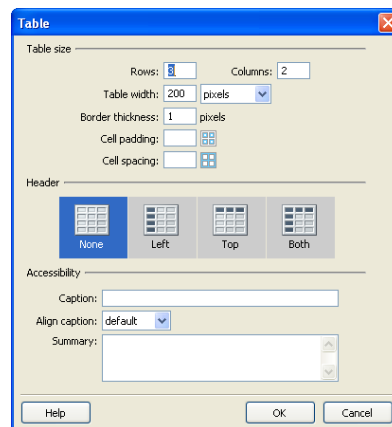 Table
Table size
Rows: 3 Columns: 2
Table width: 200 pixels
Border thickness: 1 pixels
Cell padding:
Cell spacing:
Header
None Left Top Both
Accessibility
Caption:
Align caption: default
Summary:
Help OK Cancel